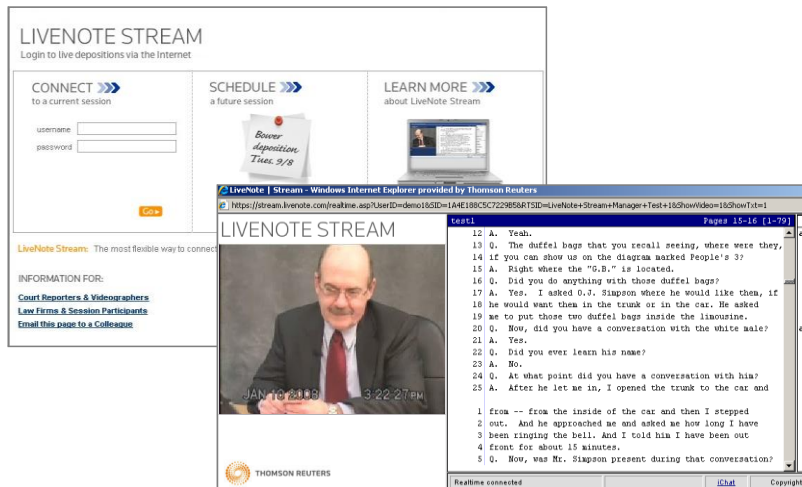 LIVENOTE STREAM
Login to live depositions via the Internet
CONNECT
to a current session
username
password
Go
SCHEDULE
a future session
Bower
deposition
Tues. 9/8
LEARN MORE
about LiveNote Stream
LiveNote Stream: The most flexible way to connect
INFORMATION FOR:
Court Reporters & Videographers
Law Firms & Session Participants
Email this page to a Colleague
LiveNote | Stream - Windows Internet Explorer provided by Thomson Reuters
https://stream.livenote.com/realtime.asp?UserID=demo1&SID=1A4E188C5C7229B5&RTSID=LiveNote+Stream+Manager+Test+1&ShowVideo=1&ShowTxt=1
LIVENOTE STREAM
JAN 10 2008 3:22:27 PM
THOMSON REUTERS
test1 Pages 15-16 [1-79]
12 A. Yeah.
13 Q. The duffel bags that you recall seeing, where were they,
14 if you can show us on the diagram marked People's 3?
15 A. Right where the "G.B." is located.
16 Q. Did you do anything with those duffel bags?
17 A. Yes. I asked O.J. Simpson where he would like them, if
18 he would want them in the trunk or in the car. He asked
19 me to put those two duffel bags inside the limousine.
20 Q. Now, did you have a conversation with the white male?
21 A. Yes.
22 Q. Did you ever learn his name?
23 A. No.
24 Q. At what point did you have a conversation with him?
25 A. After he let me in, I opened the trunk to the car and
1 from -- from the inside of the car and then I stepped
2 out. And he approached me and asked me how long I have
3 been ringing the bell. And I told him I have been out
4 front for about 15 minutes.
5 Q. Now, was Mr. Simpson present during that conversation?
Realtime connected iChat Copyright